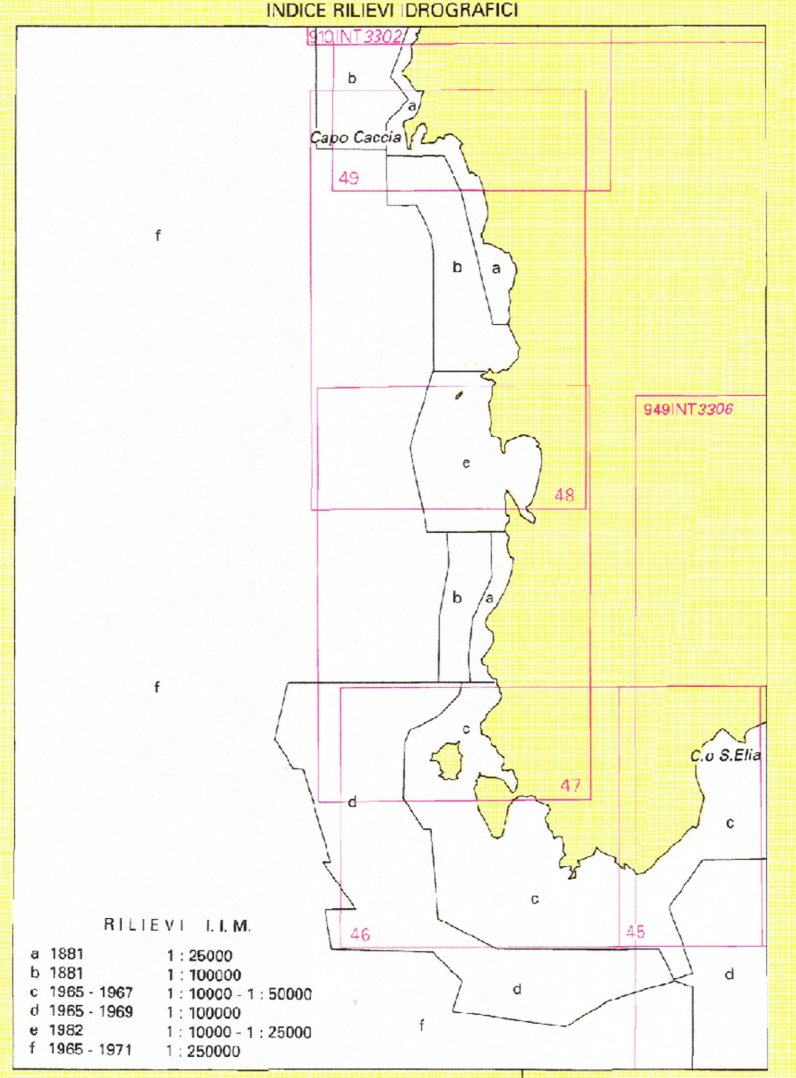 INDICE RILIEVI IDROGRAFICI
910 INT 3302
b
a
Capo Caccia
49
f
b
a
949 INT 3306
e
48
b
a
f
c
C.o S.Elia
47
d
c
c
RILIEVI I.I.M.
46
45
a 1881 1 : 25000
b 1881 1 : 100000
c 1965 - 1967 1 : 10000 - 1 : 50000
d 1965 - 1969 1 : 100000
e 1982 1 : 10000 - 1 : 25000
f 1965 - 1971 1 : 250000
d
d
f